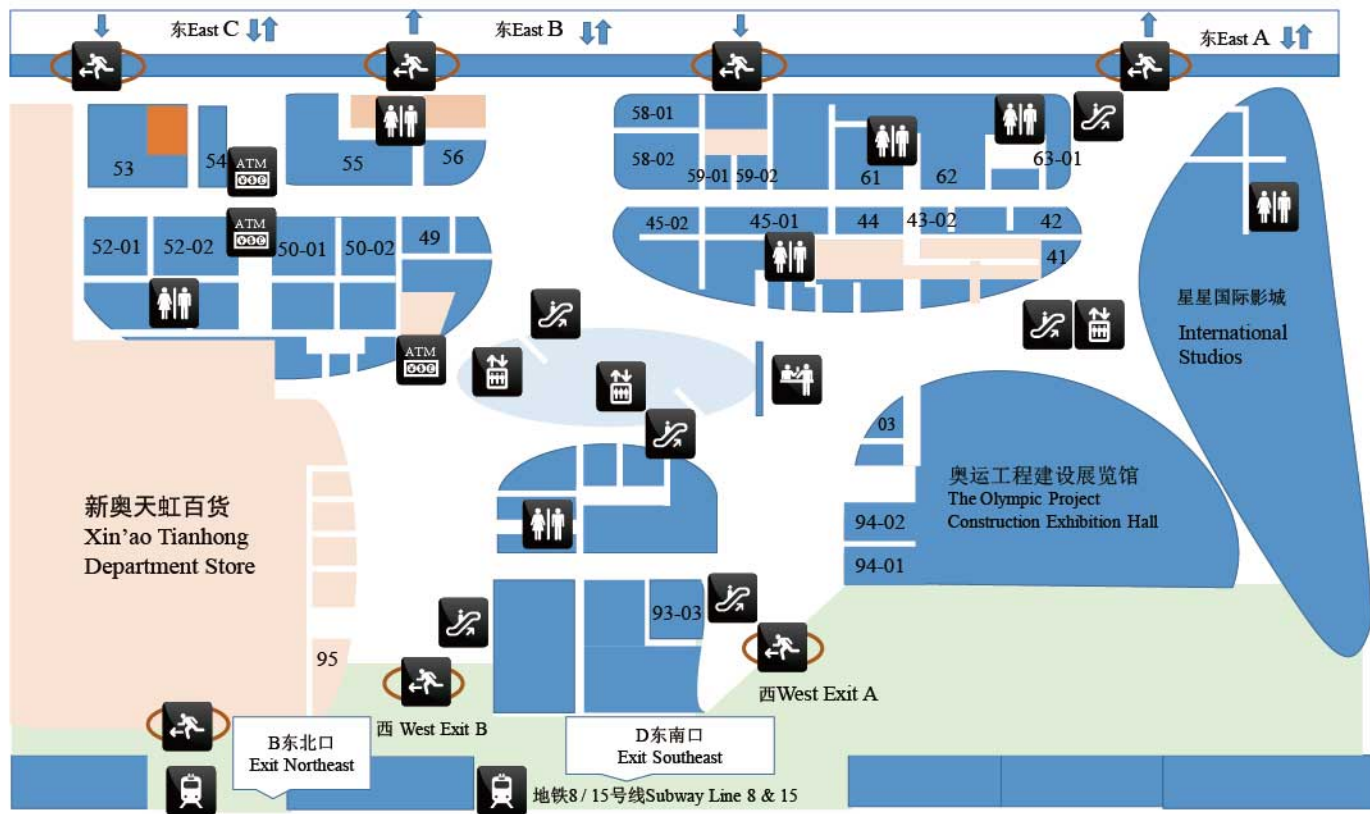 东East C
东East B
东East A
58-01
53
54
ATM
55
56
58-02
59-01
59-02
61
62
63-01
52-01
52-02
ATM
50-01
50-02
49
45-02
45-01
44
43-02
42
41
ATM
星星国际影城
International
Studios
03
新奥天虹百货
Xin'ao Tianhong
Department Store
奥运工程建设展览馆
The Olympic Project
Construction Exhibition Hall
94-02
94-01
93-03
95
西 West Exit B
西West Exit A
B东北口
Exit Northeast
D东南口
Exit Southeast
地铁8 / 15号线Subway Line 8 & 15